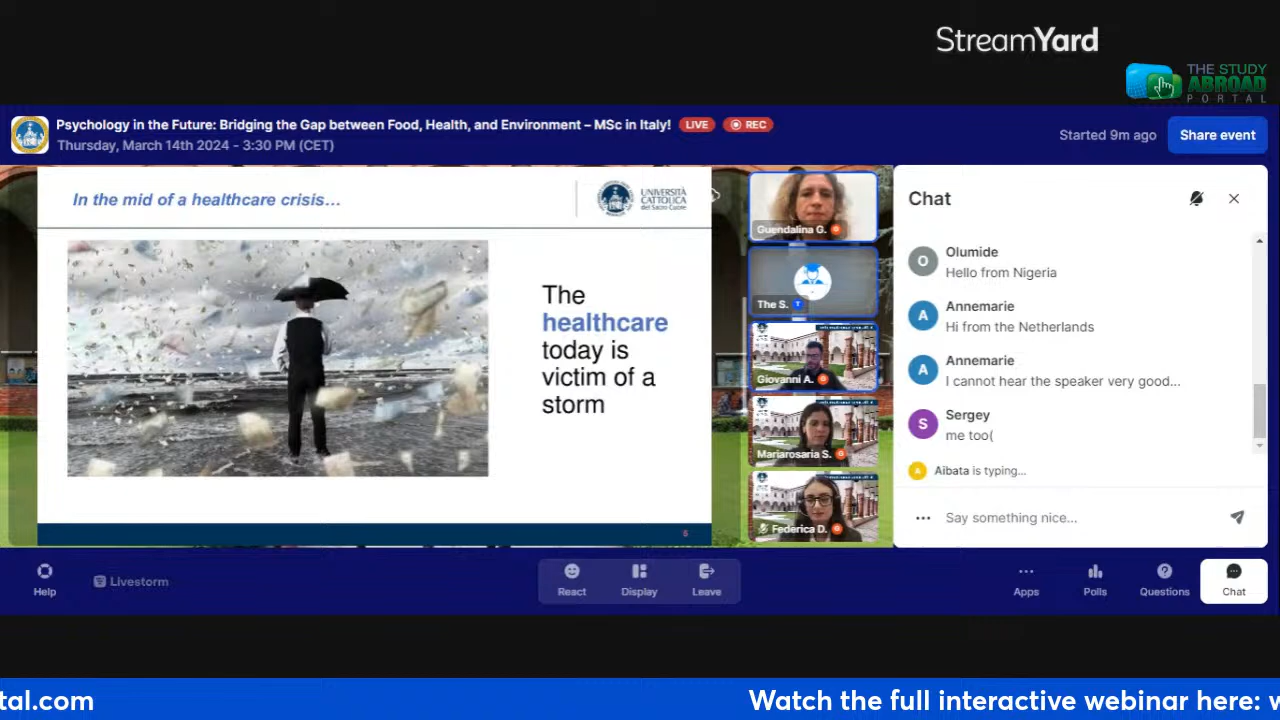 StreamYard
THE STUDY
ABROAD
PORTAL
Psychology in the Future: Bridging the Gap between Food, Health, and Environment – MSc in Italy!
LIVE
REC
Thursday, March 14th 2024 - 3:30 PM (CET)
Started 9m ago
Share event
In the mid of a healthcare crisis...
UNIVERSITÀ
CATTOLICA
del Sacro Cuore
The
healthcare
today is
victim of a
storm
6
Guendalina G.
The S.
T
Giovanni A.
Mariarosaria S.
Federica D.
Chat
O
Olumide
Hello from Nigeria
A
Annemarie
Hi from the Netherlands
A
Annemarie
I cannot hear the speaker very good...
S
Sergey
me too(
A
Aibata is typing...
Say something nice...
Help
Livestorm
React
Display
Leave
Apps
Polls
Questions
Chat
tal.com
Watch the full interactive webinar here: w